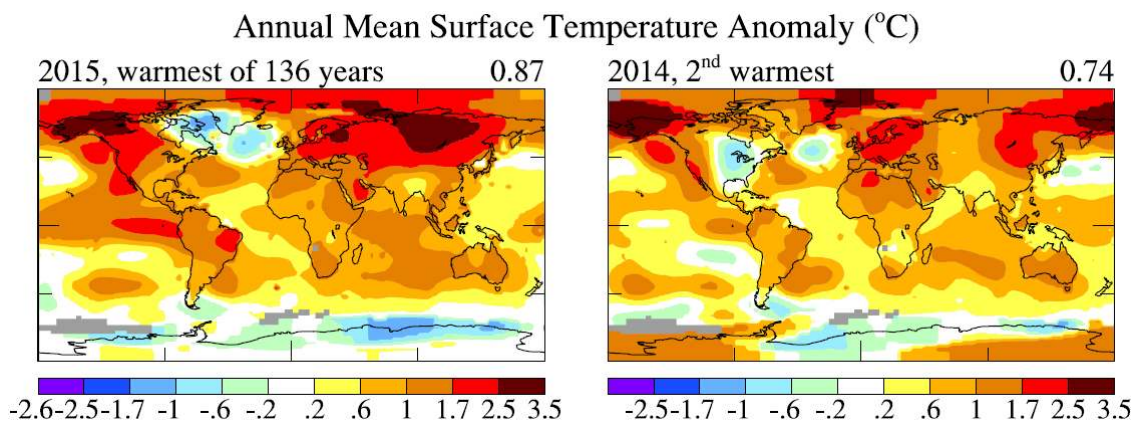 Annual Mean Surface Temperature Anomaly (°C)
2015, warmest of 136 years 0.87
2014, 2nd warmest 0.74
-2.6 -2.5 -1.7 -1 -.6 -.2 .2 .6 1 1.7 2.5 3.5
-2.5 -1.7 -1 -.6 -.2 .2 .6 1 1.7 2.5 3.5